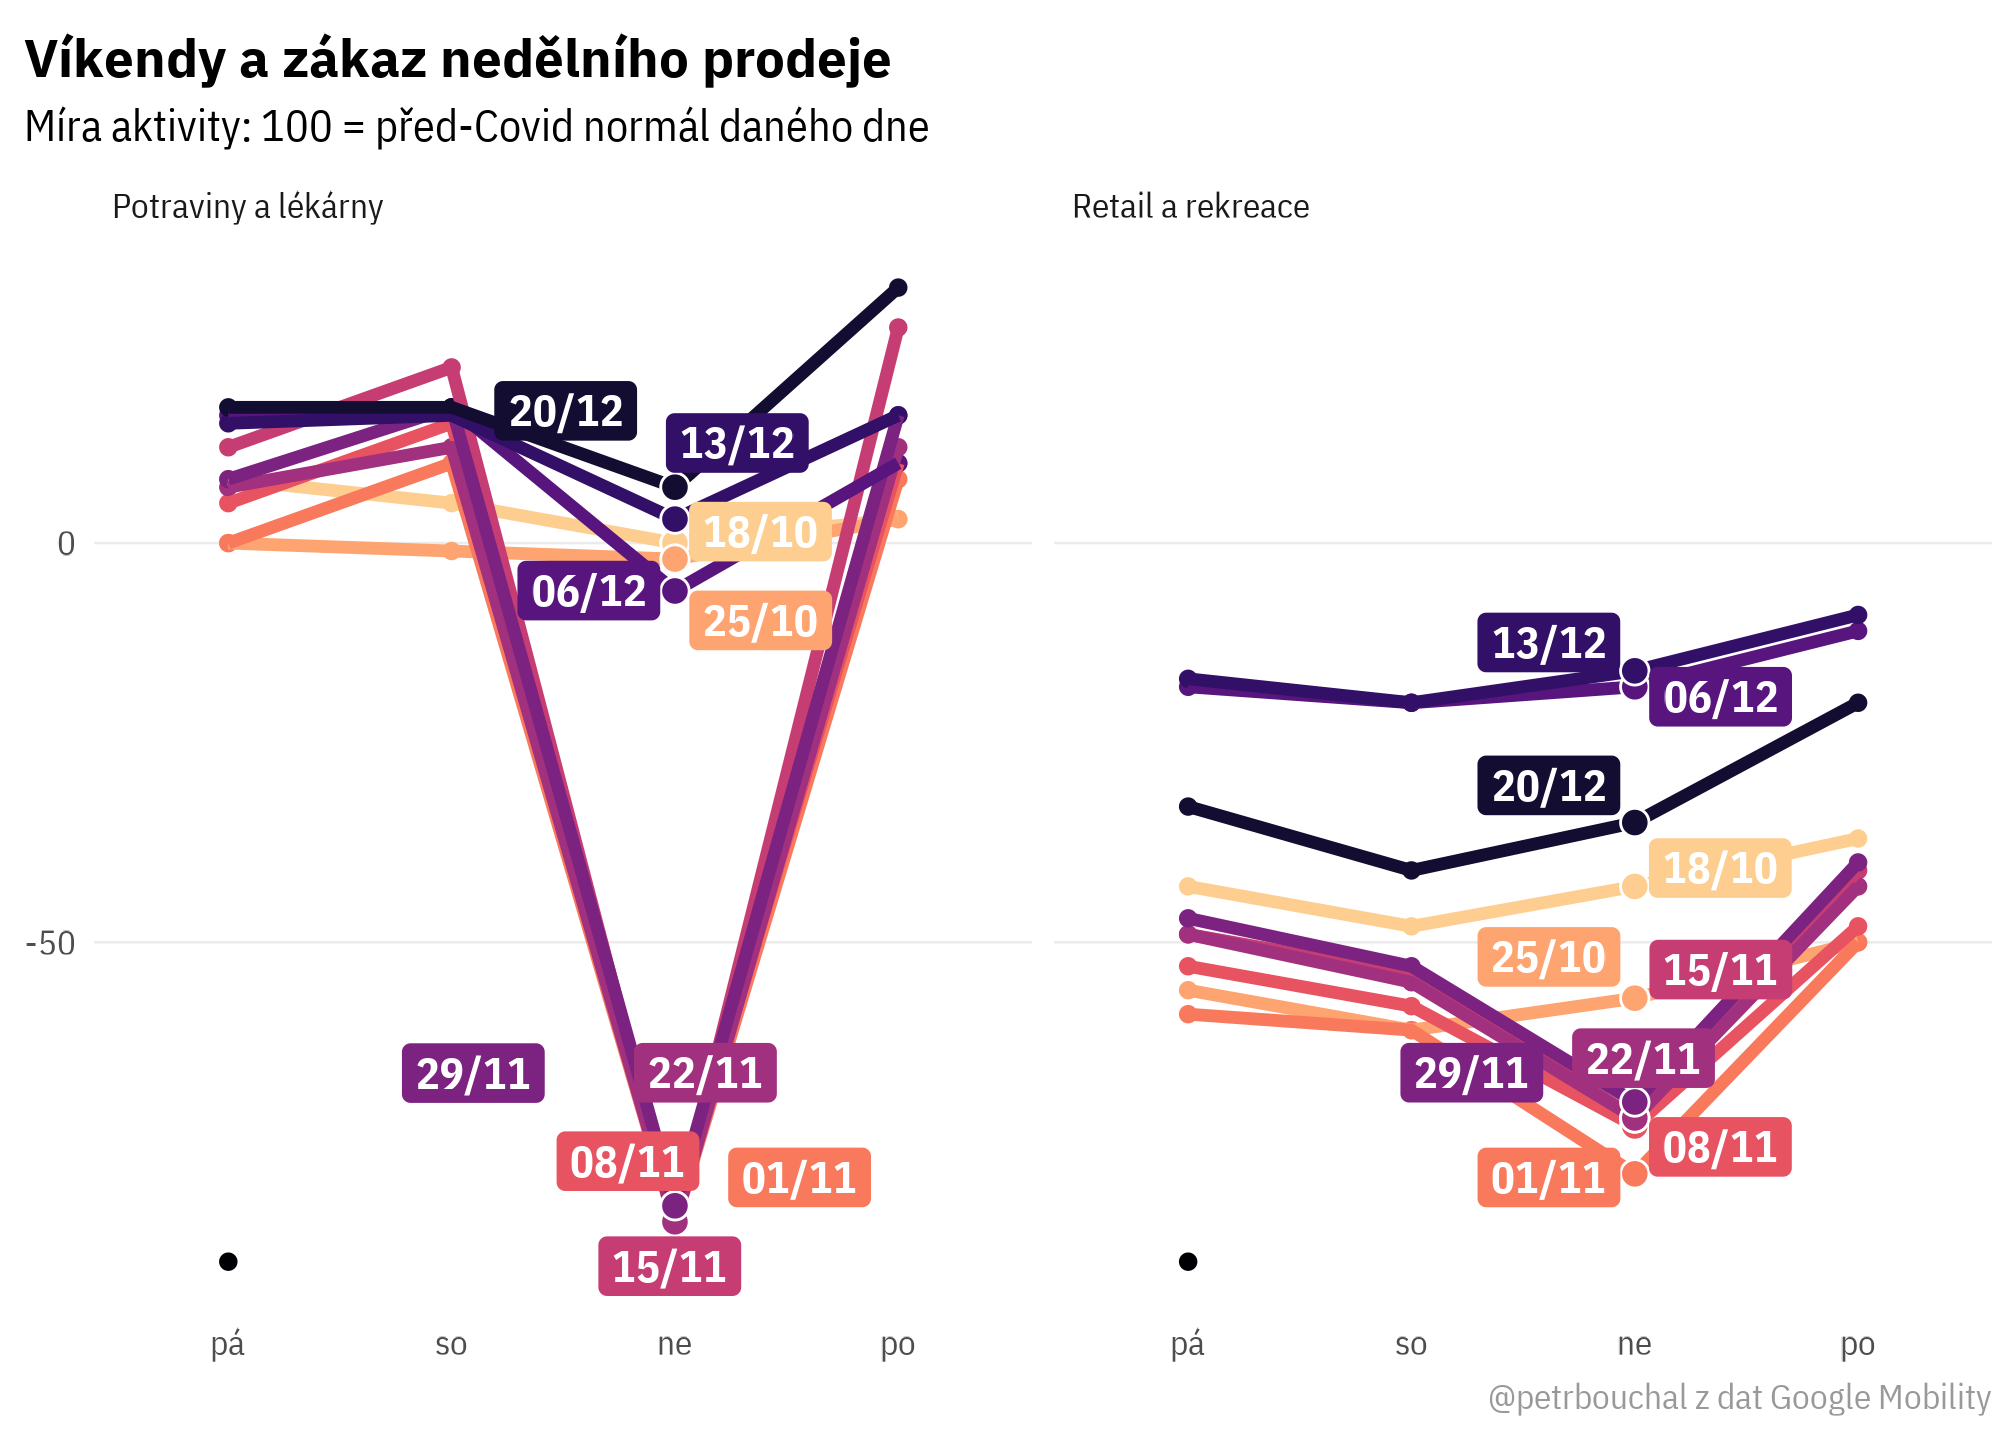 Víkendy a zákaz nedělního prodeje
Míra aktivity: 100 = před-Covid normál daného dne
Potraviny a lékárny
20/12
13/12
18/10
0
06/12
25/10
-50
29/11
22/11
08/11
01/11
15/11
pá
so
ne
po
Retail a rekreace
13/12
06/12
20/12
18/10
25/10
15/11
22/11
29/11
08/11
01/11
pá
so
ne
po
@petrbouchal z dat Google Mobility